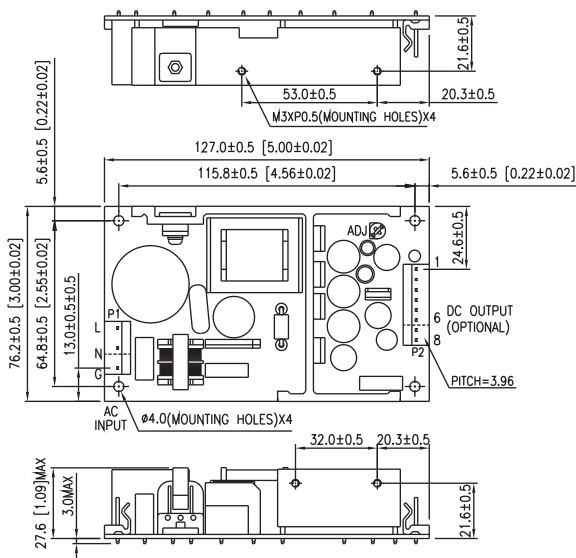 21.6±0.5
53.0±0.5
20.3±0.5
M3XP0.5(MOUNTING HOLES)X4
127.0±0.5 [5.00±0.02]
5.6±0.5 [0.22±0.02]
115.8±0.5 [4.56±0.02]
5.6±0.5 [0.22±0.02]
76.2±0.5 [3.00±0.02]
64.8±0.5 [2.55±0.02]
13.0±0.5±0.5
24.6±0.5
ADJ
1
P1
L
N
G
6
8
DC OUTPUT
(OPTIONAL)
P2
PITCH=3.96
AC
INPUT
ø4.0(MOUNTING HOLES)X4
32.0±0.5
20.3±0.5
27.6 [1.09]MAX
3.0MAX
21.6±0.5